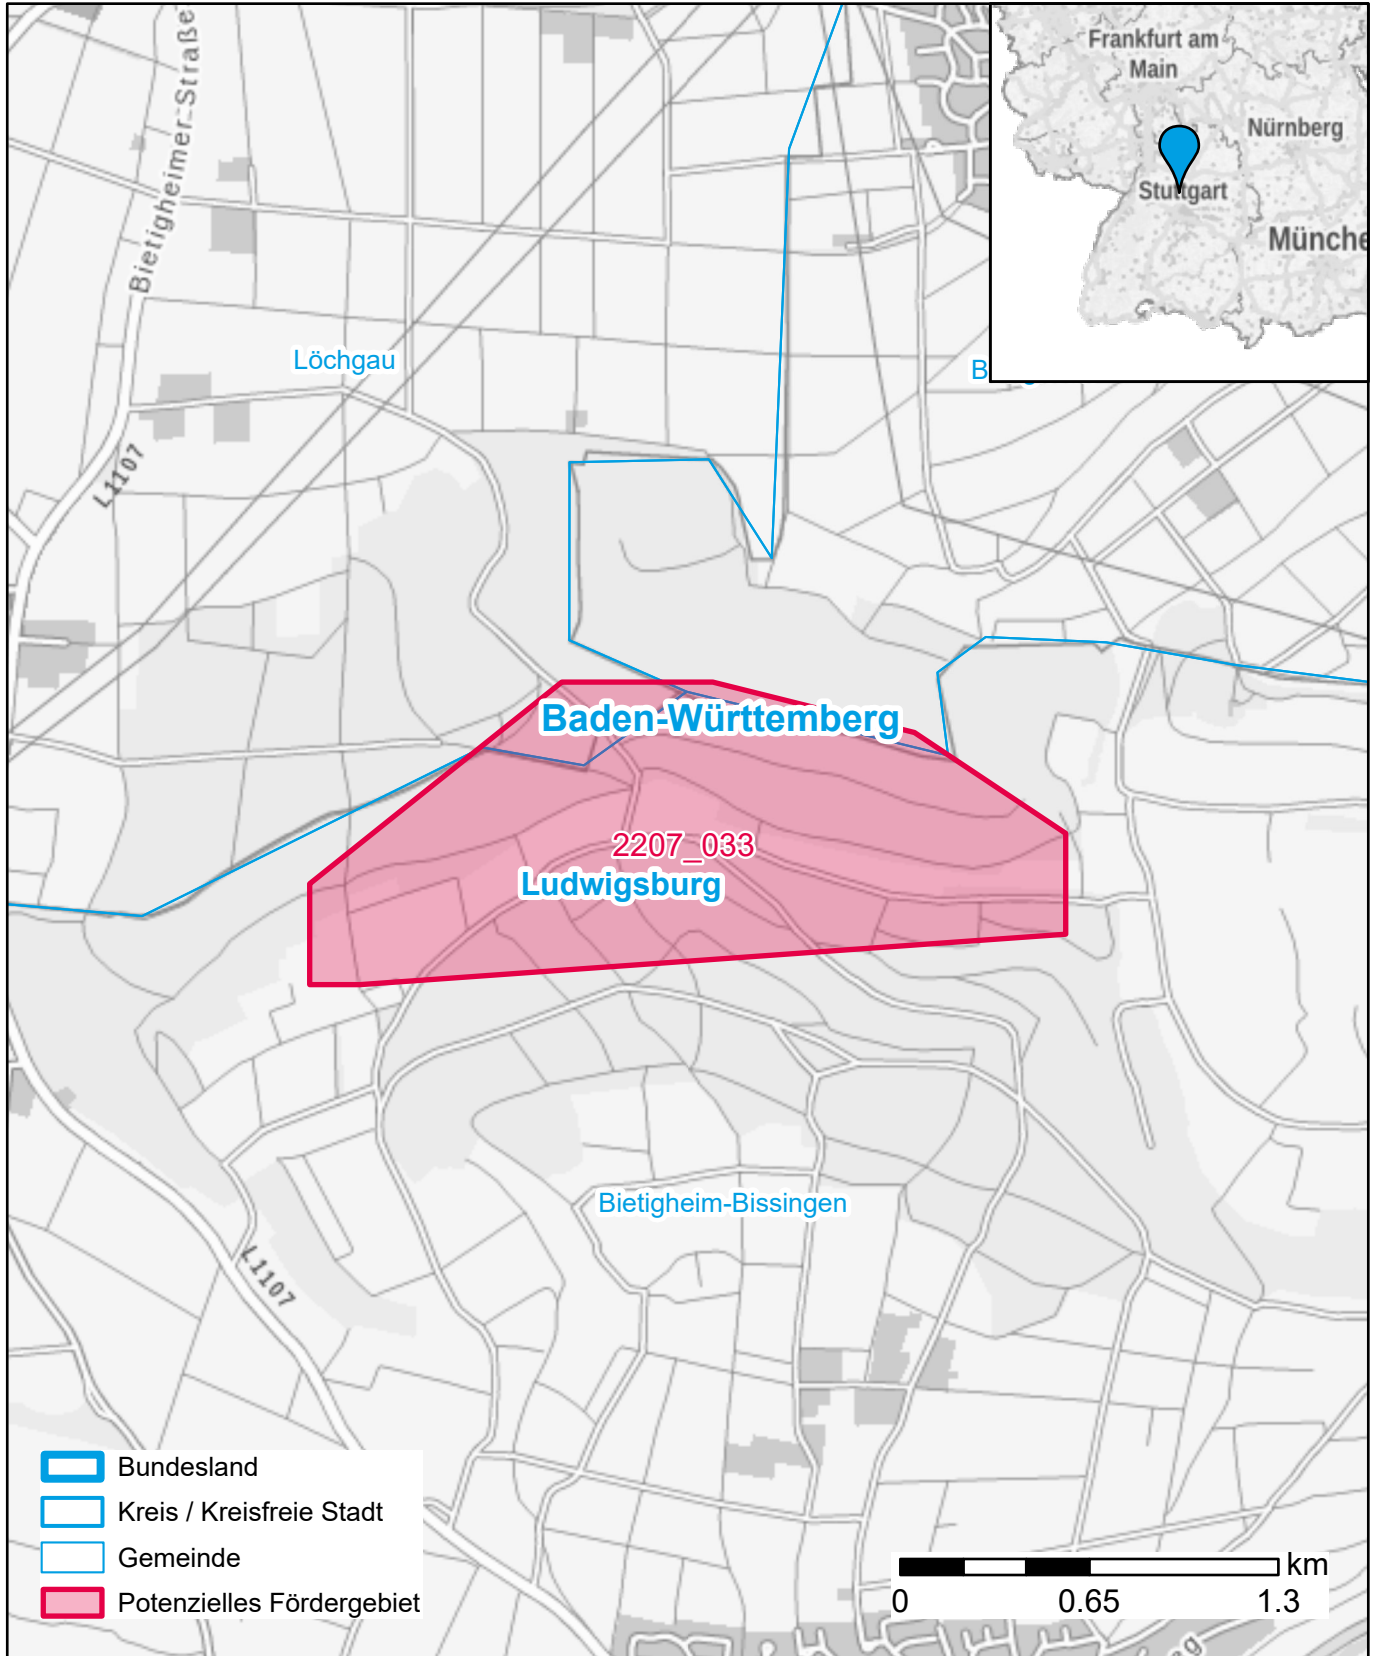 Bietigheimer Straße
Frankfurt am
Main
Nürnberg
Stuttgart
Münche
Löchgau
L1107
Baden-Württemberg
2207_033
Ludwigsburg
Bietigheim-Bissingen
L1107
Bundesland
Kreis / Kreisfreie Stadt
Gemeinde
Potenzielles Fördergebiet
km
0 0.65 1.3